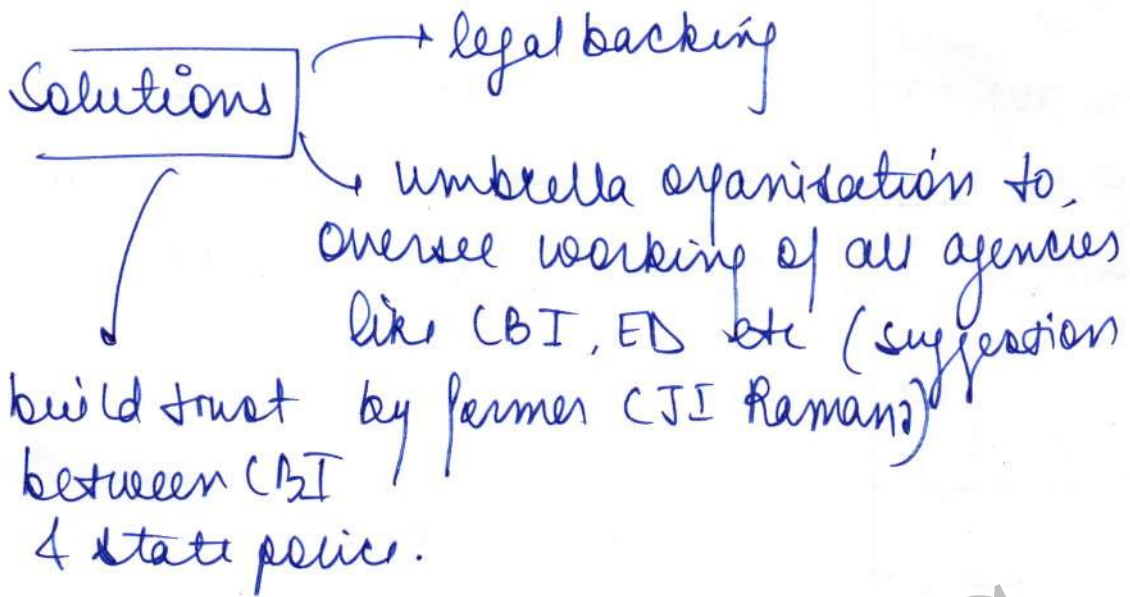 Solutions
legal backing
umbrella organisation to
oversee working of all agencies
like CBI, ED etc (suggestion
by former CJI Ramana)
build trust
between CBI
& state police.